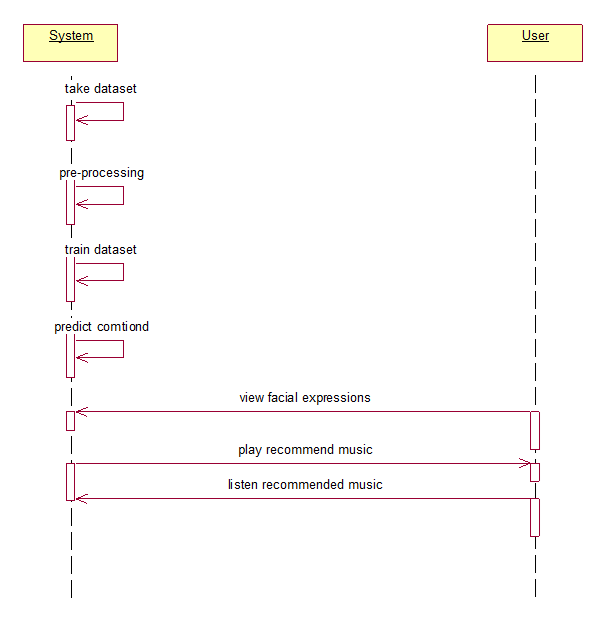 System
User
take dataset
pre-processing
train dataset
predict comtiond
view facial expressions
play recommend music
listen recommended music